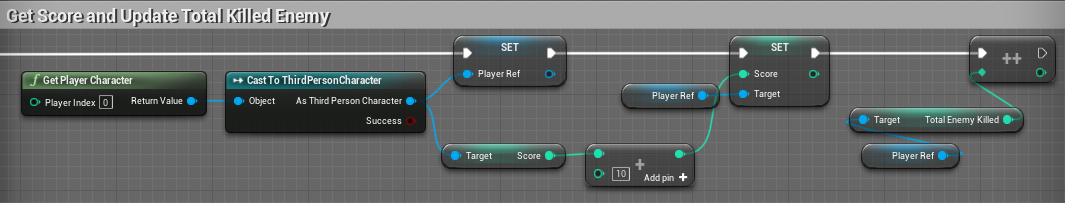 Get Score and Update Total Killed Enemy
SET
SET
++
f Get Player Character
Player Index 0
Return Value
Cast To ThirdPersonCharacter
Object
As Third Person Character
Success
Player Ref
Player Ref
Score
Target
Target
Total Enemy Killed
Target
Score
+
10
Add pin +
Player Ref